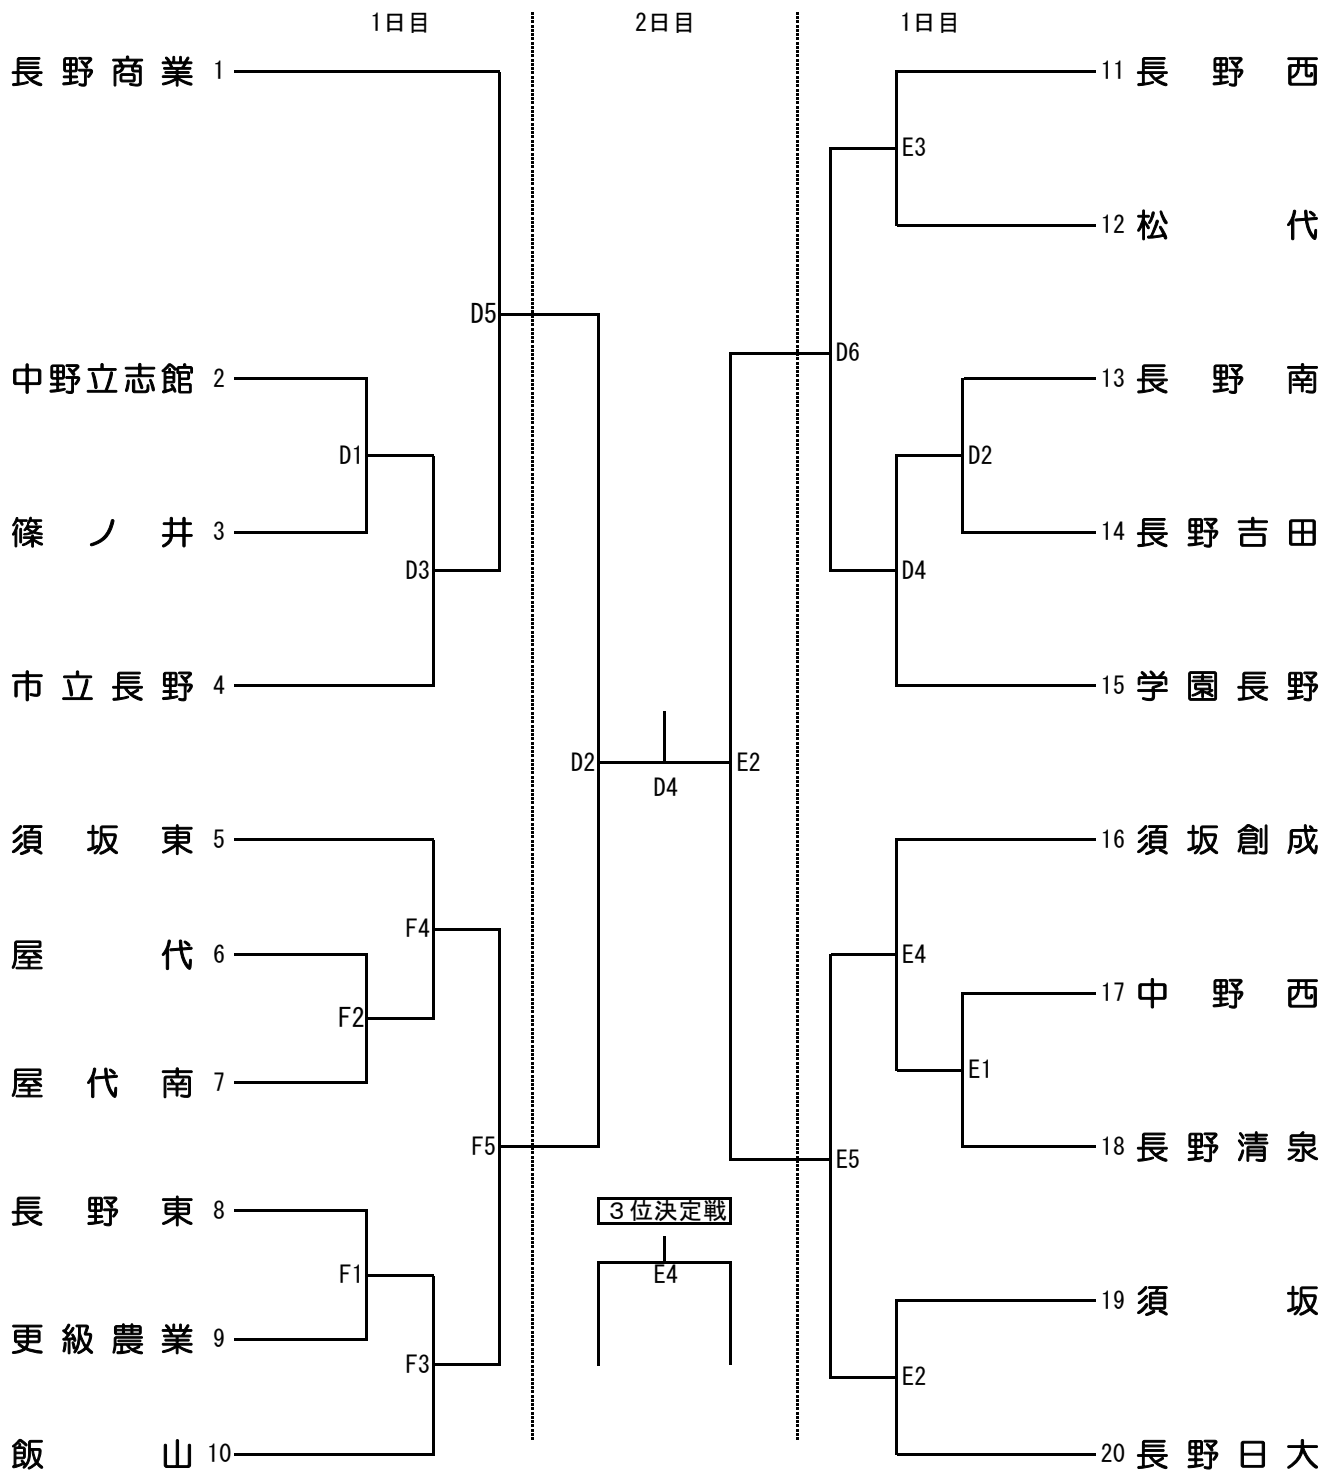 1日目 2日目 1日目
長野商業 1
11 長野西
E3
12 松代
D5
D6
中野立志館 2
13 長野南
D1
D2
篠ノ井 3
14 長野吉田
D3
D4
市立長野 4
15 学園長野
D2
D4
E2
須坂東 5
16 須坂創成
F4
屋代 6
E4
17 中野西
F2
屋代南 7
E1
F5
18 長野清泉
E5
長野東 8
3位決定戦
F1
E4
19 須坂
更級農業 9
F3
E2
飯山 10
20 長野日大